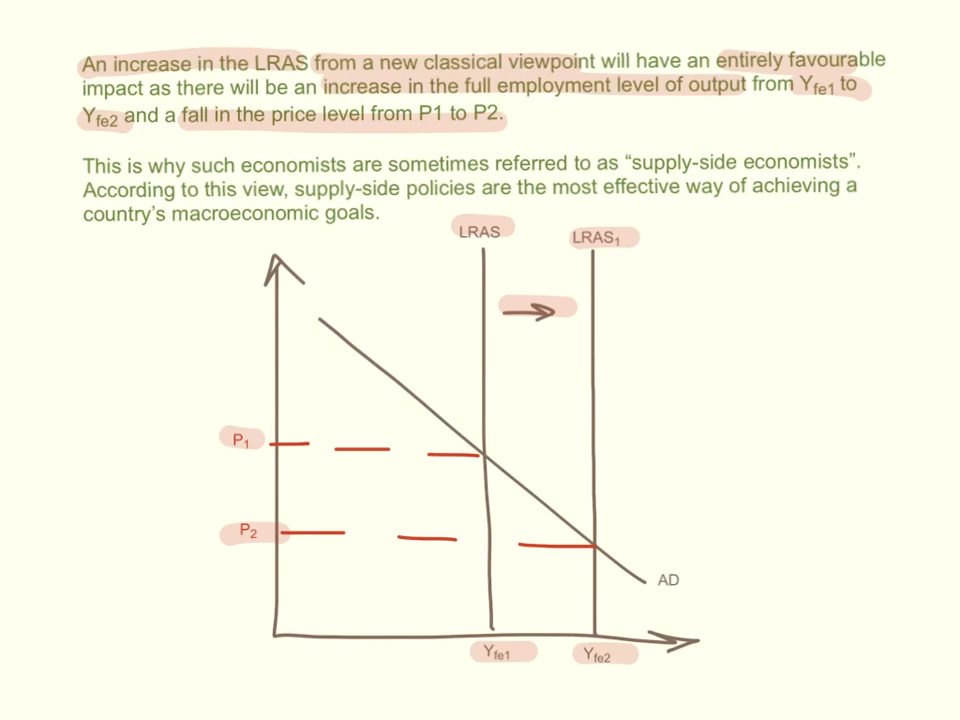 An increase in the LRAS from a new classical viewpoint will have an entirely favourable
impact as there will be an increase in the full employment level of output from Yfe1 to
Yfe2 and a fall in the price level from P1 to P2.
This is why such economists are sometimes referred to as “supply-side economists”.
According to this view, supply-side policies are the most effective way of achieving a
country’s macroeconomic goals.
LRAS
LRAS1
P1
P2
AD
Yfe1
Yfe2